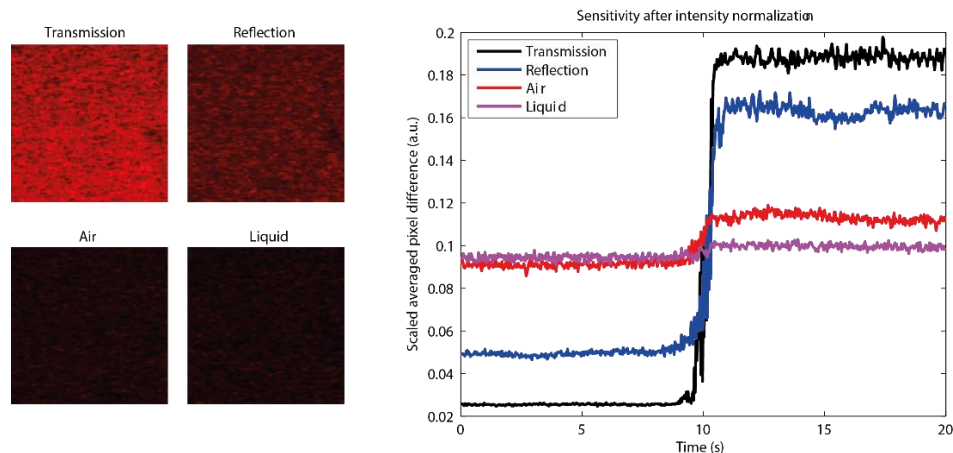 Transmission
Reflection
Air
Liquid
Sensitivity after intensity normalization
Scaled averaged pixel difference (a.u.)
0.2
0.18
0.16
0.14
0.12
0.1
0.08
0.06
0.04
0.02
Transmission
Reflection
Air
Liquid
0
5
10
15
20
Time (s)